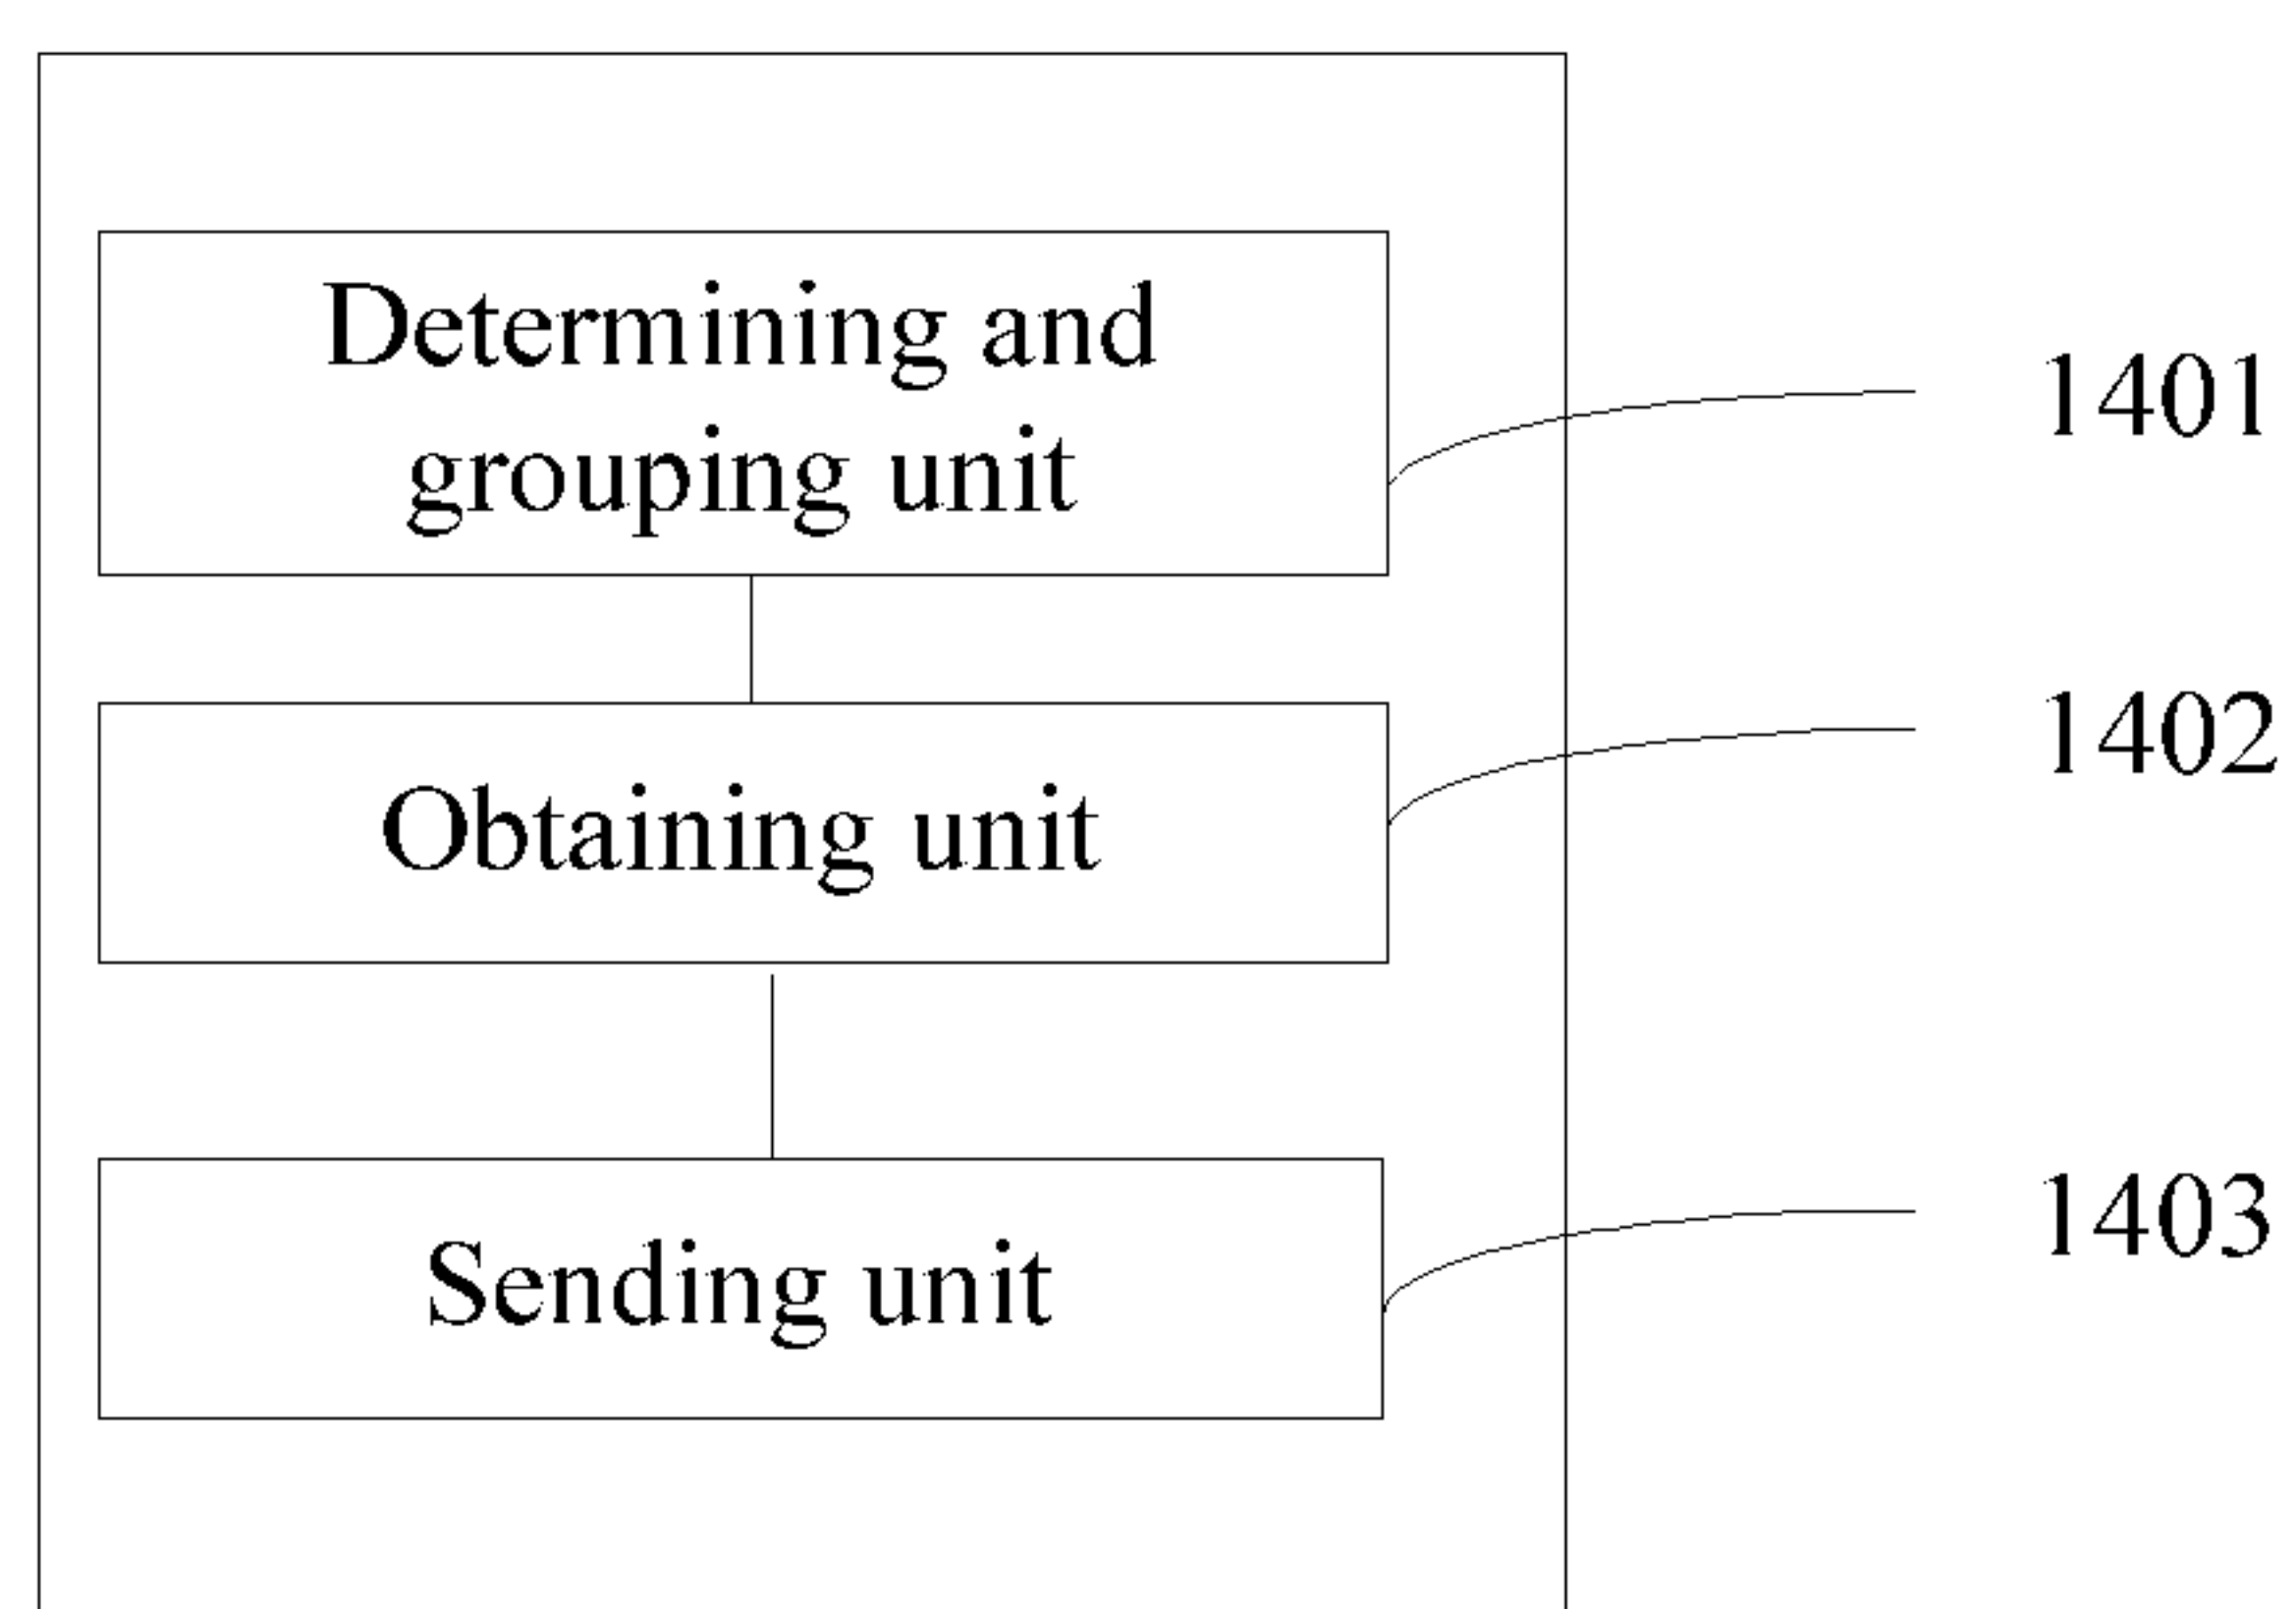 Determining and
grouping unit
1401
Obtaining unit
1402
Sending unit
1403